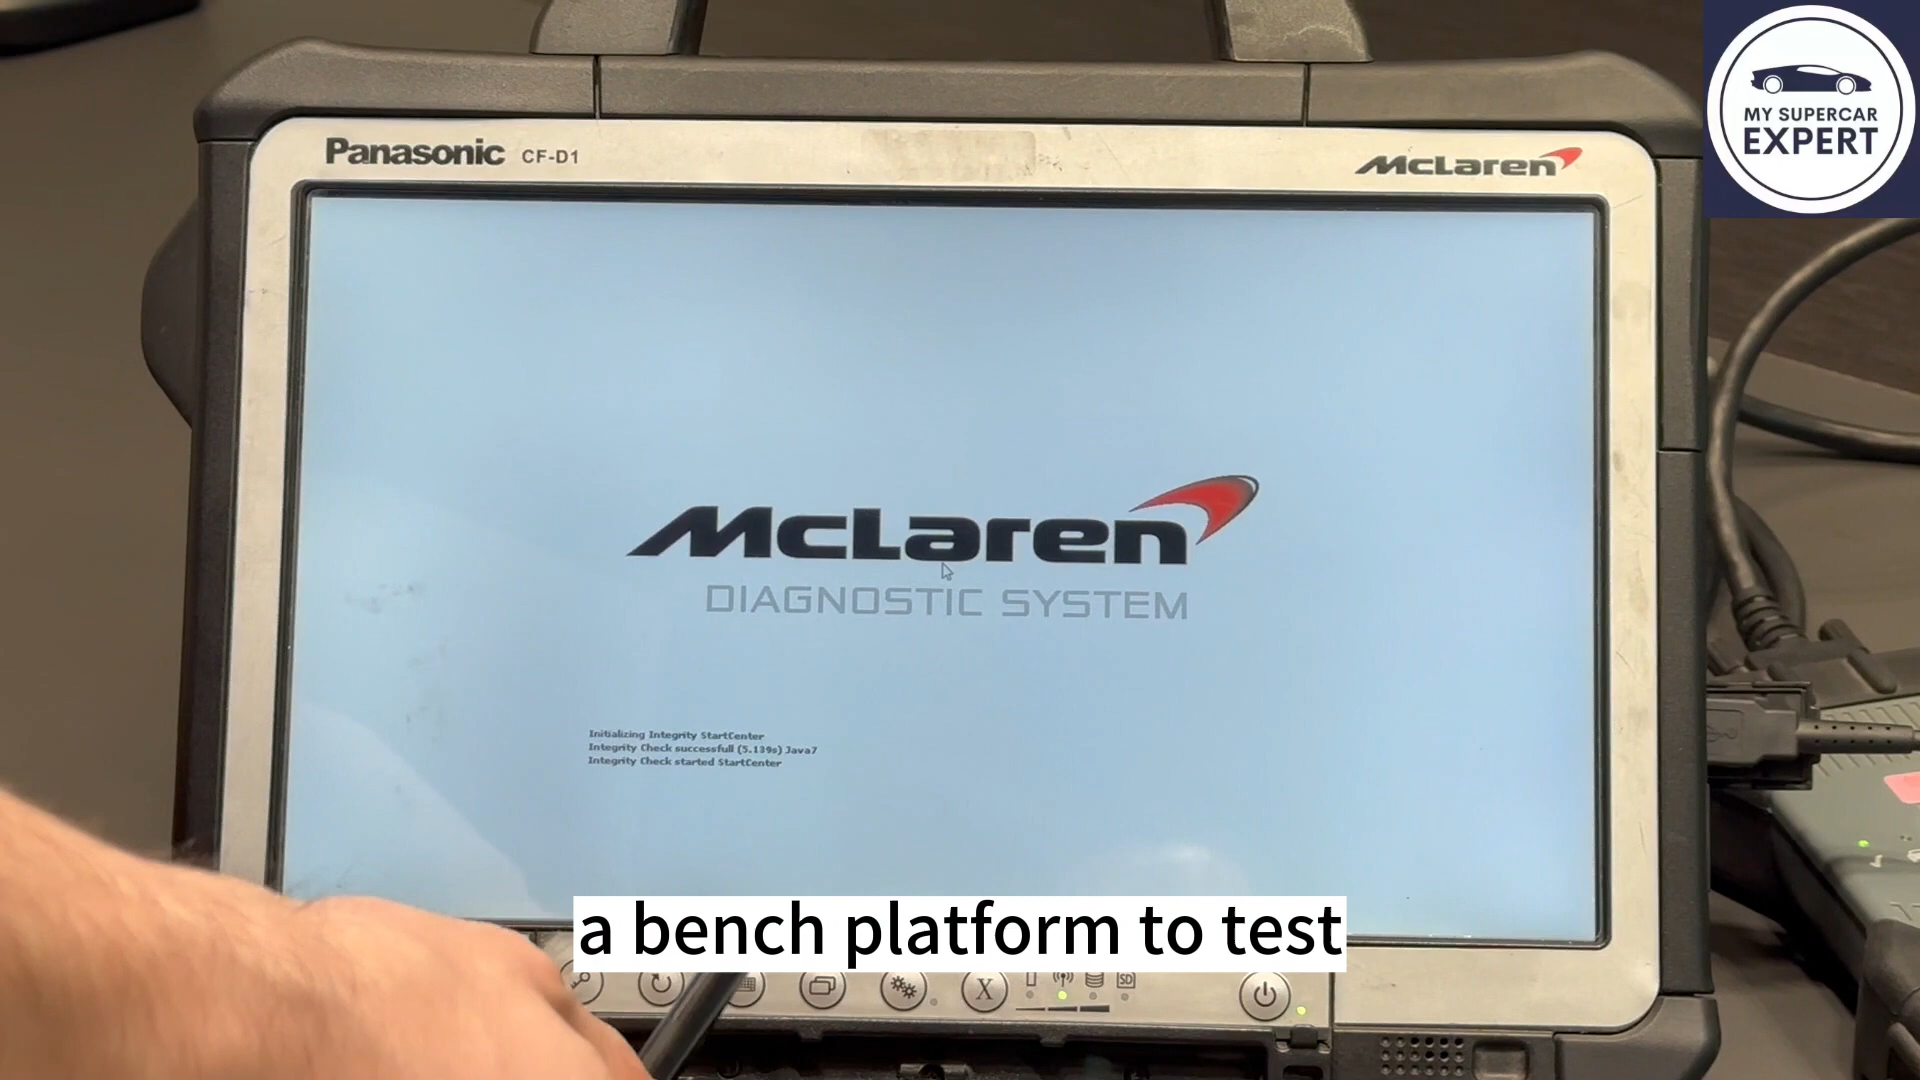 MY SUPERCAR
EXPERT
Panasonic CF-D1
McLaren
McLaren
DIAGNOSTIC SYSTEM
Initializing Integrity StartCenter
Integrity Check successfull (5.139s) Java7
Integrity Check started StartCenter
a bench platform to test
X
SD